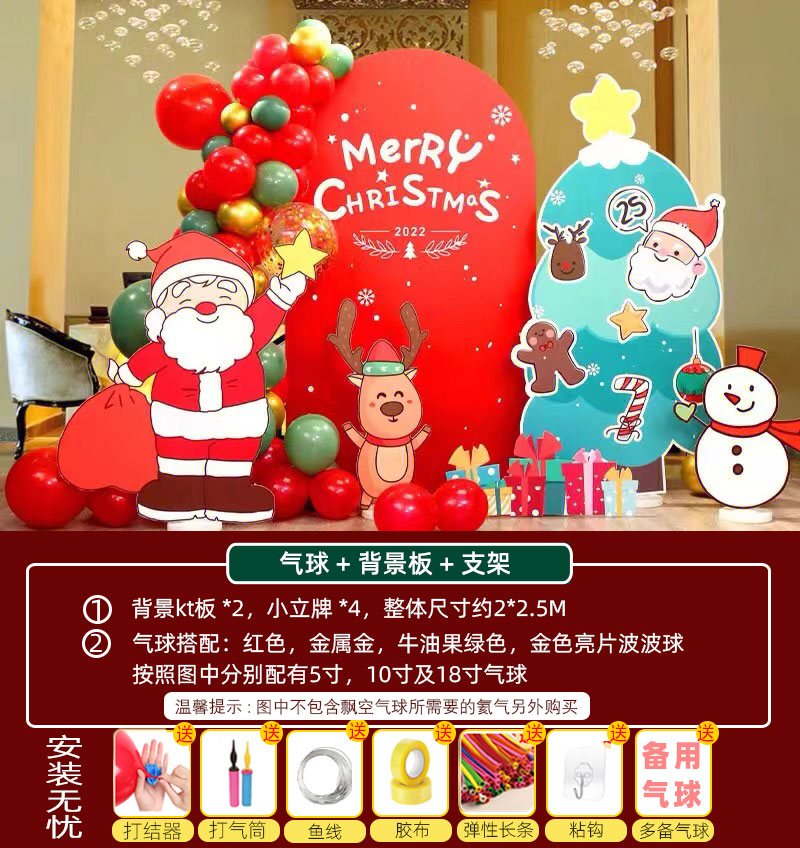 MerRY
CHRISTMaS
2022
25
气球 + 背景板 + 支架
① 背景kt板 *2，小立牌 *4，整体尺寸约2*2.5M
② 气球搭配：红色，金属金，牛油果绿色，金色亮片波波球
按照图中分别配有5寸，10寸及18寸气球
温馨提示 : 图中不包含飘空气球所需要的氦气另外购买
安装无忧
送 送 送 送 送 送 送
备用
气球
打结器 打气筒 鱼线 胶布 弹性长条 粘钩 多备气球